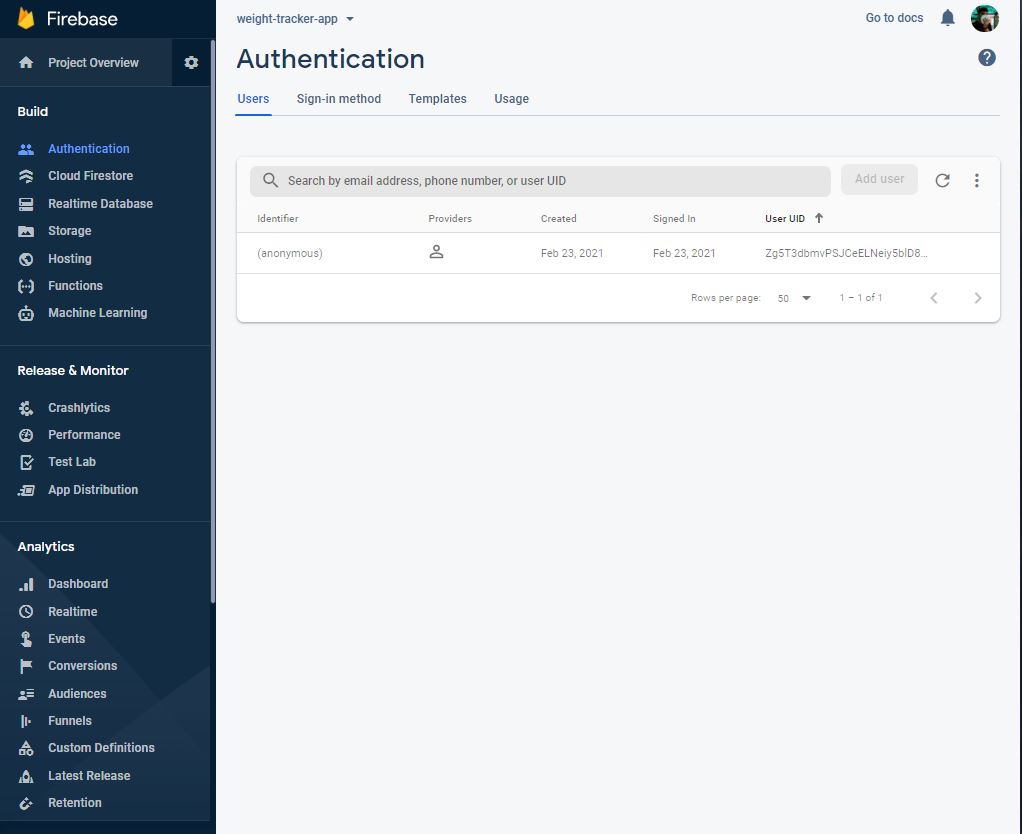 Firebase
Project Overview
Build
Authentication
Cloud Firestore
Realtime Database
Storage
Hosting
Functions
Machine Learning
Release & Monitor
Crashlytics
Performance
Test Lab
App Distribution
Analytics
Dashboard
Realtime
Events
Conversions
Audiences
Funnels
Custom Definitions
Latest Release
Retention
weight-tracker-app
Go to docs
Authentication
Users Sign-in method Templates Usage
Search by email address, phone number, or user UID
Add user
Identifier Providers Created Signed In User UID
(anonymous) Feb 23, 2021 Feb 23, 2021
Rows per page: 50 1 – 1 of 1